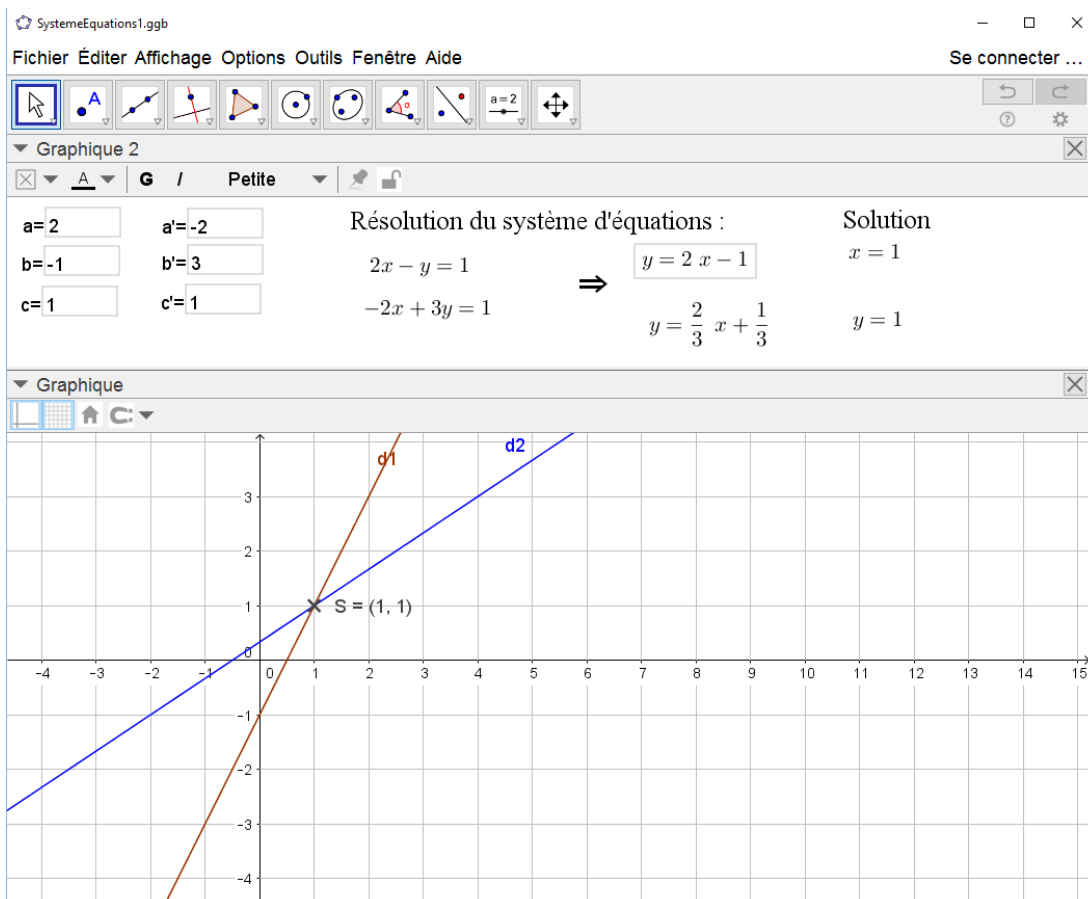 SystemeEquations1.ggb
Fichier Éditer Affichage Options Outils Fenêtre Aide Se connecter ...
A α a=2
Graphique 2
A G I Petite
a= 2 a'= -2 Résolution du système d'équations : Solution
b= -1 b'= 3 2x − y = 1 ⇒ y = 2 x − 1 x = 1
c= 1 c'= 1 −2x + 3y = 1 y = 2/3 x + 1/3 y = 1
Graphique
d1 d2
3
2
1 S = (1, 1)
0
-4 -3 -2 -1 0 1 2 3 4 5 6 7 8 9 10 11 12 13 14 15
-1
-2
-3
-4